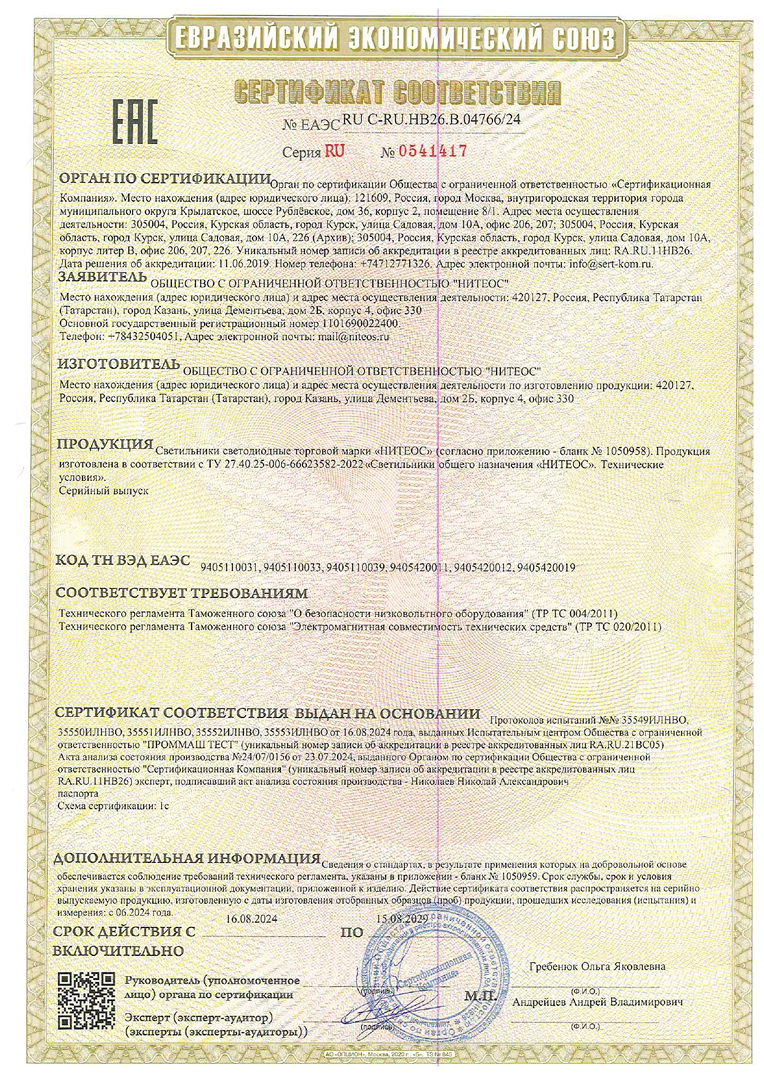 ЕВРАЗИЙСКИЙ ЭКОНОМИЧЕСКИЙ СОЮЗ
СЕРТИФИКАТ СООТВЕТСТВИЯ
ЕАС
№ ЕАЭС RU C-RU.НВ26.В.04766/24
Серия RU № 0541417
ОРГАН ПО СЕРТИФИКАЦИИ Орган по сертификации Общества с ограниченной ответственностью «Сертификационная
Компания». Место нахождения (адрес юридического лица): 121609, Россия, город Москва, внутригородская территория города
муниципального округа Крылатское, шоссе Рублёвское, дом 36, корпус 2, помещение 8/1. Адрес места осуществления
деятельности: 305004, Россия, Курская область, город Курск, улица Садовая, дом 10А, офис 206, 207; 305004, Россия, Курская
область, город Курск, улица Садовая, дом 10А, 226 (Архив); 305004, Россия, Курская область, город Курск, улица Садовая, дом 10А,
корпус литер В, офис 206, 207, 226. Уникальный номер записи об аккредитации в реестре аккредитованных лиц: RA.RU.11НВ26.
Дата решения об аккредитации: 11.06.2019. Номер телефона: +74712771326. Адрес электронной почты: info@sert-kom.ru.
ЗАЯВИТЕЛЬ ОБЩЕСТВО С ОГРАНИЧЕННОЙ ОТВЕТСТВЕННОСТЬЮ "НИТЕОС"
Место нахождения (адрес юридического лица) и адрес места осуществления деятельности: 420127, Россия, Республика Татарстан
(Татарстан), город Казань, улица Дементьева, дом 2Б, корпус 4, офис 330
Основной государственный регистрационный номер 1101690022400.
Телефон: +78432504051, Адрес электронной почты: mail@niteos.ru
ИЗГОТОВИТЕЛЬ ОБЩЕСТВО С ОГРАНИЧЕННОЙ ОТВЕТСТВЕННОСТЬЮ "НИТЕОС"
Место нахождения (адрес юридического лица) и адрес места осуществления деятельности по изготовлению продукции: 420127,
Россия, Республика Татарстан (Татарстан), город Казань, улица Дементьева, дом 2Б, корпус 4, офис 330
ПРОДУКЦИЯ Светильники светодиодные торговой марки «НИТЕОС» (согласно приложению - бланк № 1050958). Продукция
изготовлена в соответствии с ТУ 27.40.25-006-66623582-2022 «Светильники общего назначения «НИТЕОС». Технические
условия».
Серийный выпуск
КОД ТН ВЭД ЕАЭС 9405110031, 9405110033, 9405110039, 9405420011, 9405420012, 9405420019
СООТВЕТСТВУЕТ ТРЕБОВАНИЯМ
Технического регламента Таможенного союза "О безопасности низковольтного оборудования" (ТР ТС 004/2011)
Технического регламента Таможенного союза "Электромагнитная совместимость технических средств" (ТР ТС 020/2011)
СЕРТИФИКАТ СООТВЕТСТВИЯ ВЫДАН НА ОСНОВАНИИ Протоколов испытаний №№ 35549ИЛНВО,
35550ИЛНВО, 35551ИЛНВО, 35552ИЛНВО, 35553ИЛНВО от 16.08.2024 года, выданных Испытательным центром Общества с ограниченной
ответственностью "ПРОММАШ ТЕСТ" (уникальный номер записи об аккредитации в реестре аккредитованных лиц RA.RU.21ВС05)
Акта анализа состояния производства №24/07/0156 от 23.07.2024, выданного Органом по сертификации Общества с ограниченной
ответственностью "Сертификационная Компания" (уникальный номер записи об аккредитации в реестре аккредитованных лиц
RA.RU.11НВ26) эксперт, подписавший акт анализа состояния производства - Николаев Николай Александрович
паспорта
Схема сертификации: 1с
ДОПОЛНИТЕЛЬНАЯ ИНФОРМАЦИЯ Сведения о стандартах, в результате применения которых на добровольной основе
обеспечивается соблюдение требований технического регламента, указаны в приложении - бланк № 1050959. Срок службы, срок и условия
хранения указаны в эксплуатационной документации, приложенной к изделию. Действие сертификата соответствия распространяется на серийно
выпускаемую продукцию, изготовленную с даты изготовления отобранных образцов (проб) продукции, прошедших исследования (испытания) и
измерения: с 06.2024 года.
СРОК ДЕЙСТВИЯ С 16.08.2024 ПО 15.08.2029
ВКЛЮЧИТЕЛЬНО
Руководитель (уполномоченное
лицо) органа по сертификации
(подпись)
М.П.
Гребенюк Ольга Яковлевна
(Ф.И.О.)
Эксперт (эксперт-аудитор)
(эксперты (эксперты-аудиторы))
(подпись)
Андрейцев Андрей Владимирович
(Ф.И.О.)
«Сертификационная
Компания»
АО «ОПЦИОН», Москва, 2020 г., «Б», ТЗ № 845